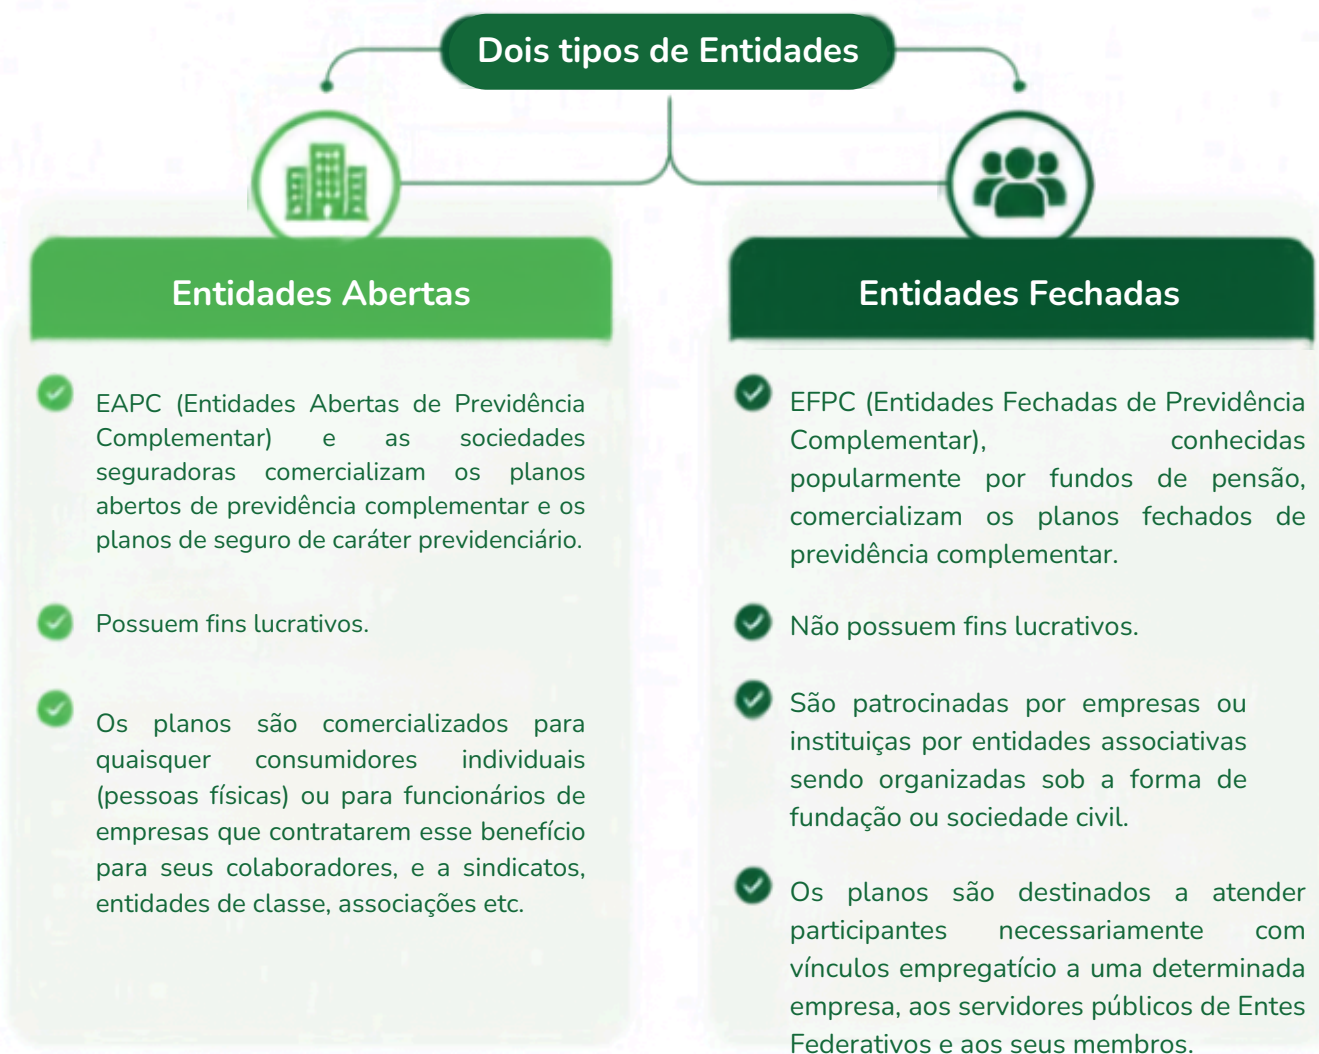 Dois tipos de Entidades
Entidades Abertas
EAPC (Entidades Abertas de Previdência
Complementar) e as sociedades
seguradoras comercializam os planos
abertos de previdência complementar e os
planos de seguro de caráter previdenciário.
Possuem fins lucrativos.
Os planos são comercializados para
quaisquer consumidores individuais
(pessoas físicas) ou para funcionários de
empresas que contratarem esse benefício
para seus colaboradores, e a sindicatos,
entidades de classe, associações etc.
Entidades Fechadas
EFPC (Entidades Fechadas de Previdência
Complementar), conhecidas
popularmente por fundos de pensão,
comercializam os planos fechados de
previdência complementar.
Não possuem fins lucrativos.
São patrocinadas por empresas ou
instituiças por entidades associativas
sendo organizadas sob a forma de
fundação ou sociedade civil.
Os planos são destinados a atender
participantes necessariamente com
vínculos empregatício a uma determinada
empresa, aos servidores públicos de Entes
Federativos e aos seus membros.